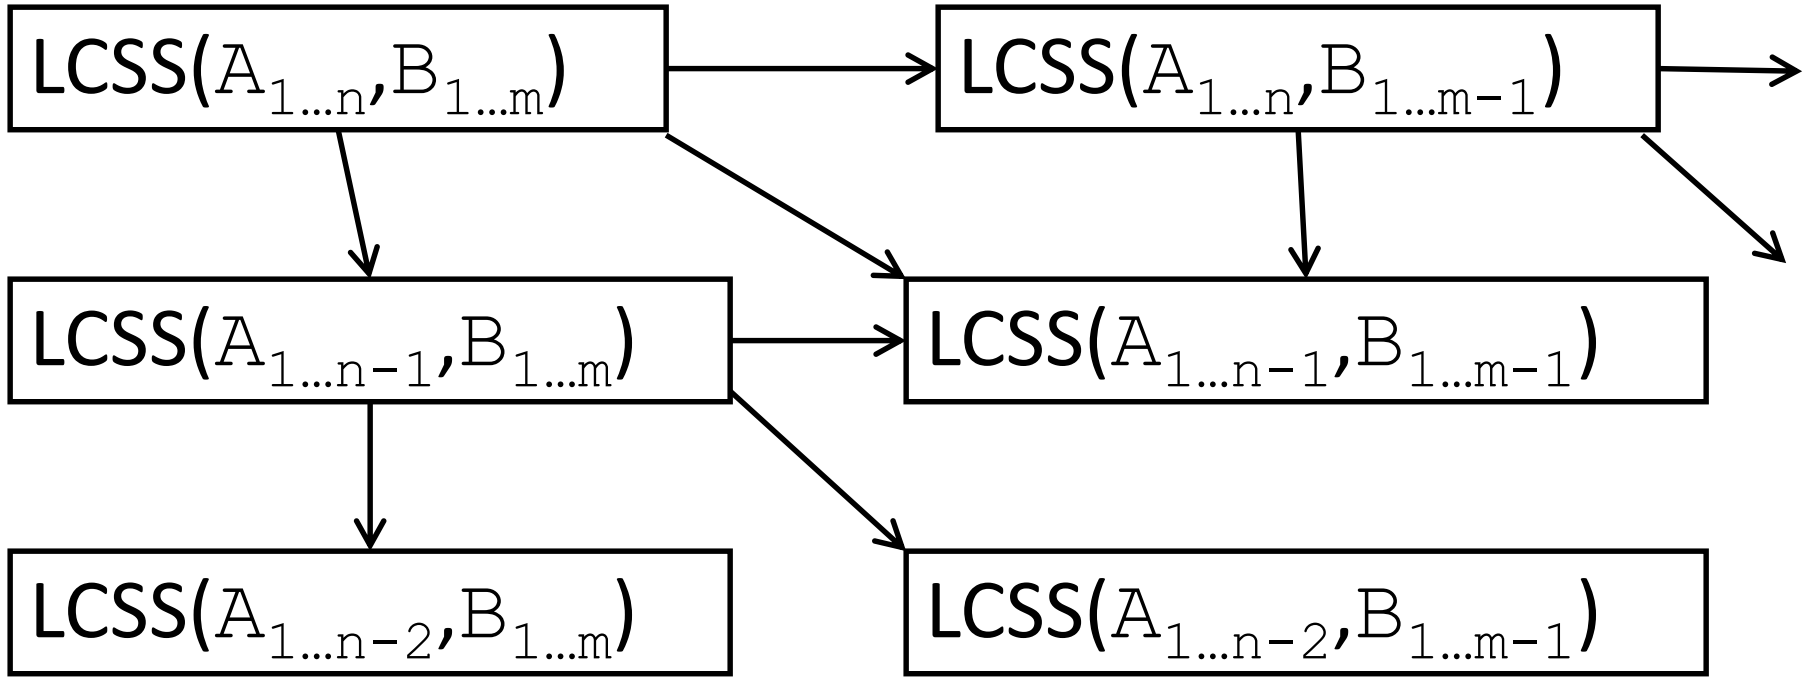 LCSS(A1…n,B1…m)
LCSS(A1…n,B1…m-1)
LCSS(A1…n-1,B1…m)
LCSS(A1…n-1,B1…m-1)
LCSS(A1…n-2,B1…m)
LCSS(A1…n-2,B1…m-1)